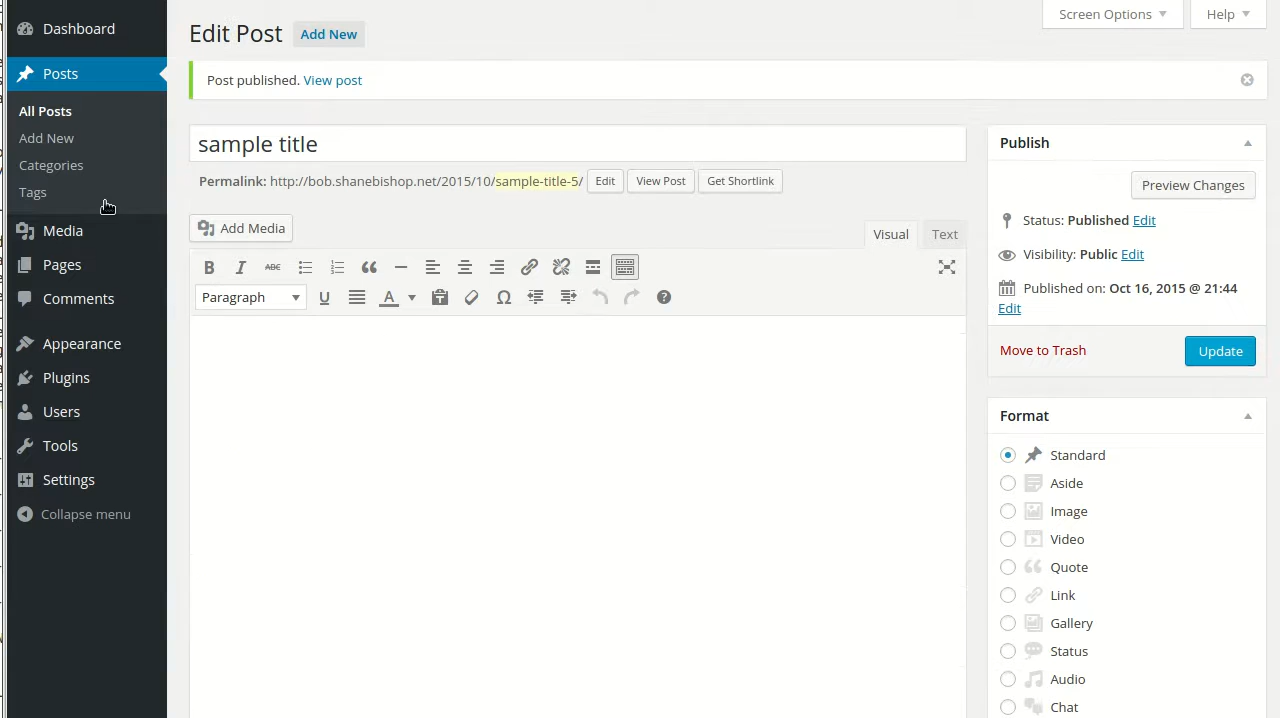 Dashboard
Posts
All Posts
Add New
Categories
Tags
Media
Pages
Comments
Appearance
Plugins
Users
Tools
Settings
Collapse menu
Screen Options
Help
Edit Post Add New
Post published. View post
sample title
Permalink: http://bob.shanebishop.net/2015/10/sample-title-5/ Edit View Post Get Shortlink
Add Media
Visual Text
B I ABC
Paragraph U A Ω
Publish
Preview Changes
Status: Published Edit
Visibility: Public Edit
Published on: Oct 16, 2015 @ 21:44
Edit
Move to Trash Update
Format
Standard
Aside
Image
Video
Quote
Link
Gallery
Status
Audio
Chat